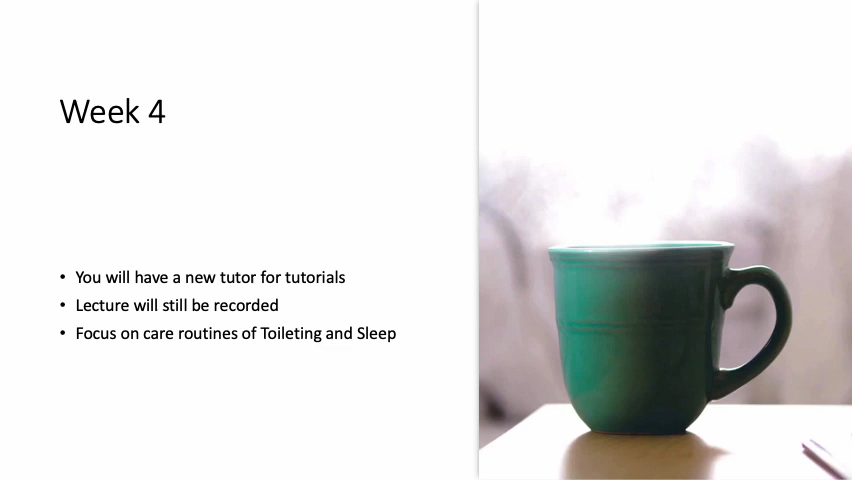 Week 4
• You will have a new tutor for tutorials
• Lecture will still be recorded
• Focus on care routines of Toileting and Sleep